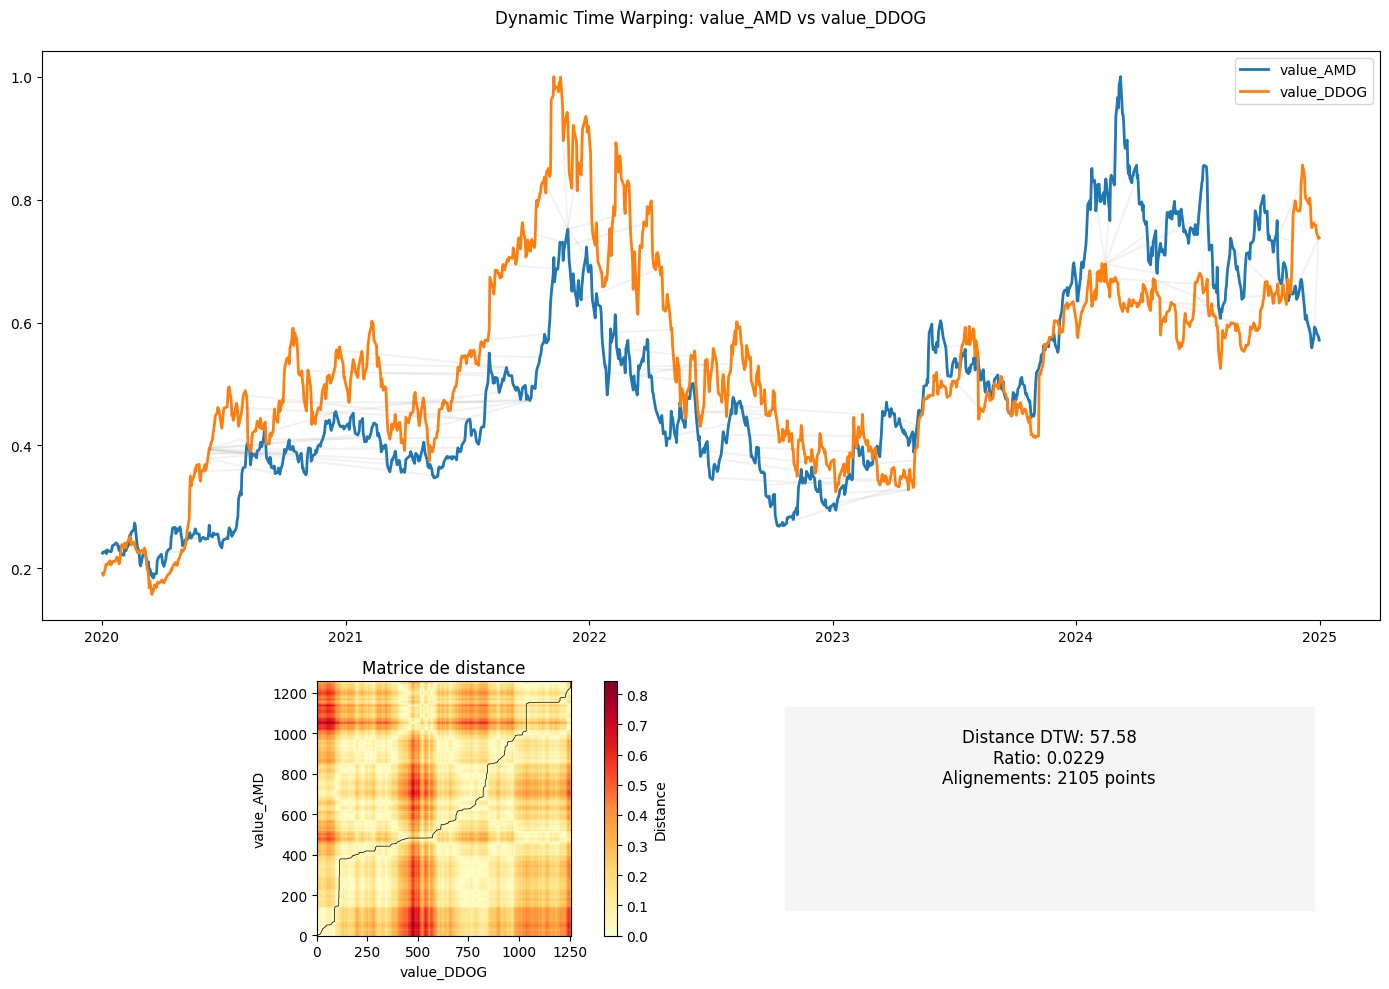 Dynamic Time Warping: value_AMD vs value_DDOG
value_AMD
value_DDOG
1.0
0.8
0.6
0.4
0.2
2020 2021 2022 2023 2024 2025
Matrice de distance
1200
1000
800
600
400
200
0
value_AMD
0 250 500 750 1000 1250
value_DDOG
0.8
0.7
0.6
0.5
0.4
0.3
0.2
0.1
0.0
Distance
Distance DTW: 57.58
Ratio: 0.0229
Alignements: 2105 points